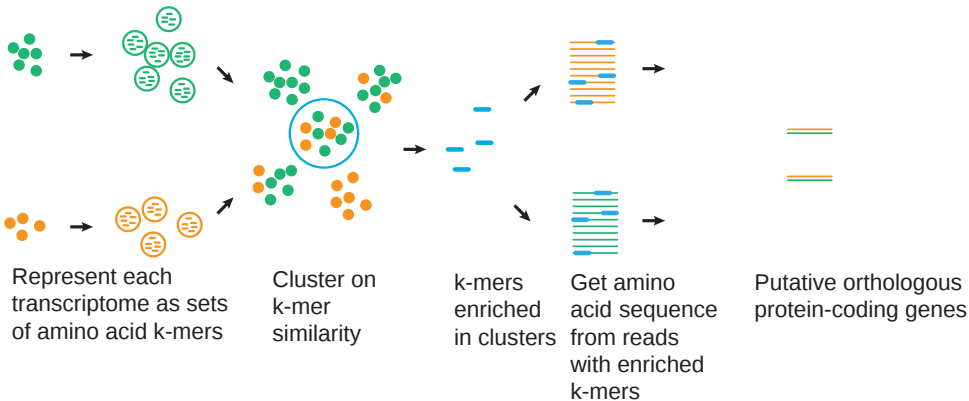 Represent each
transcriptome as sets
of amino acid k-mers
Cluster on
k-mer
similarity
k-mers
enriched
in clusters
Get amino
acid sequence
from reads
with enriched
k-mers
Putative orthologous
protein-coding genes